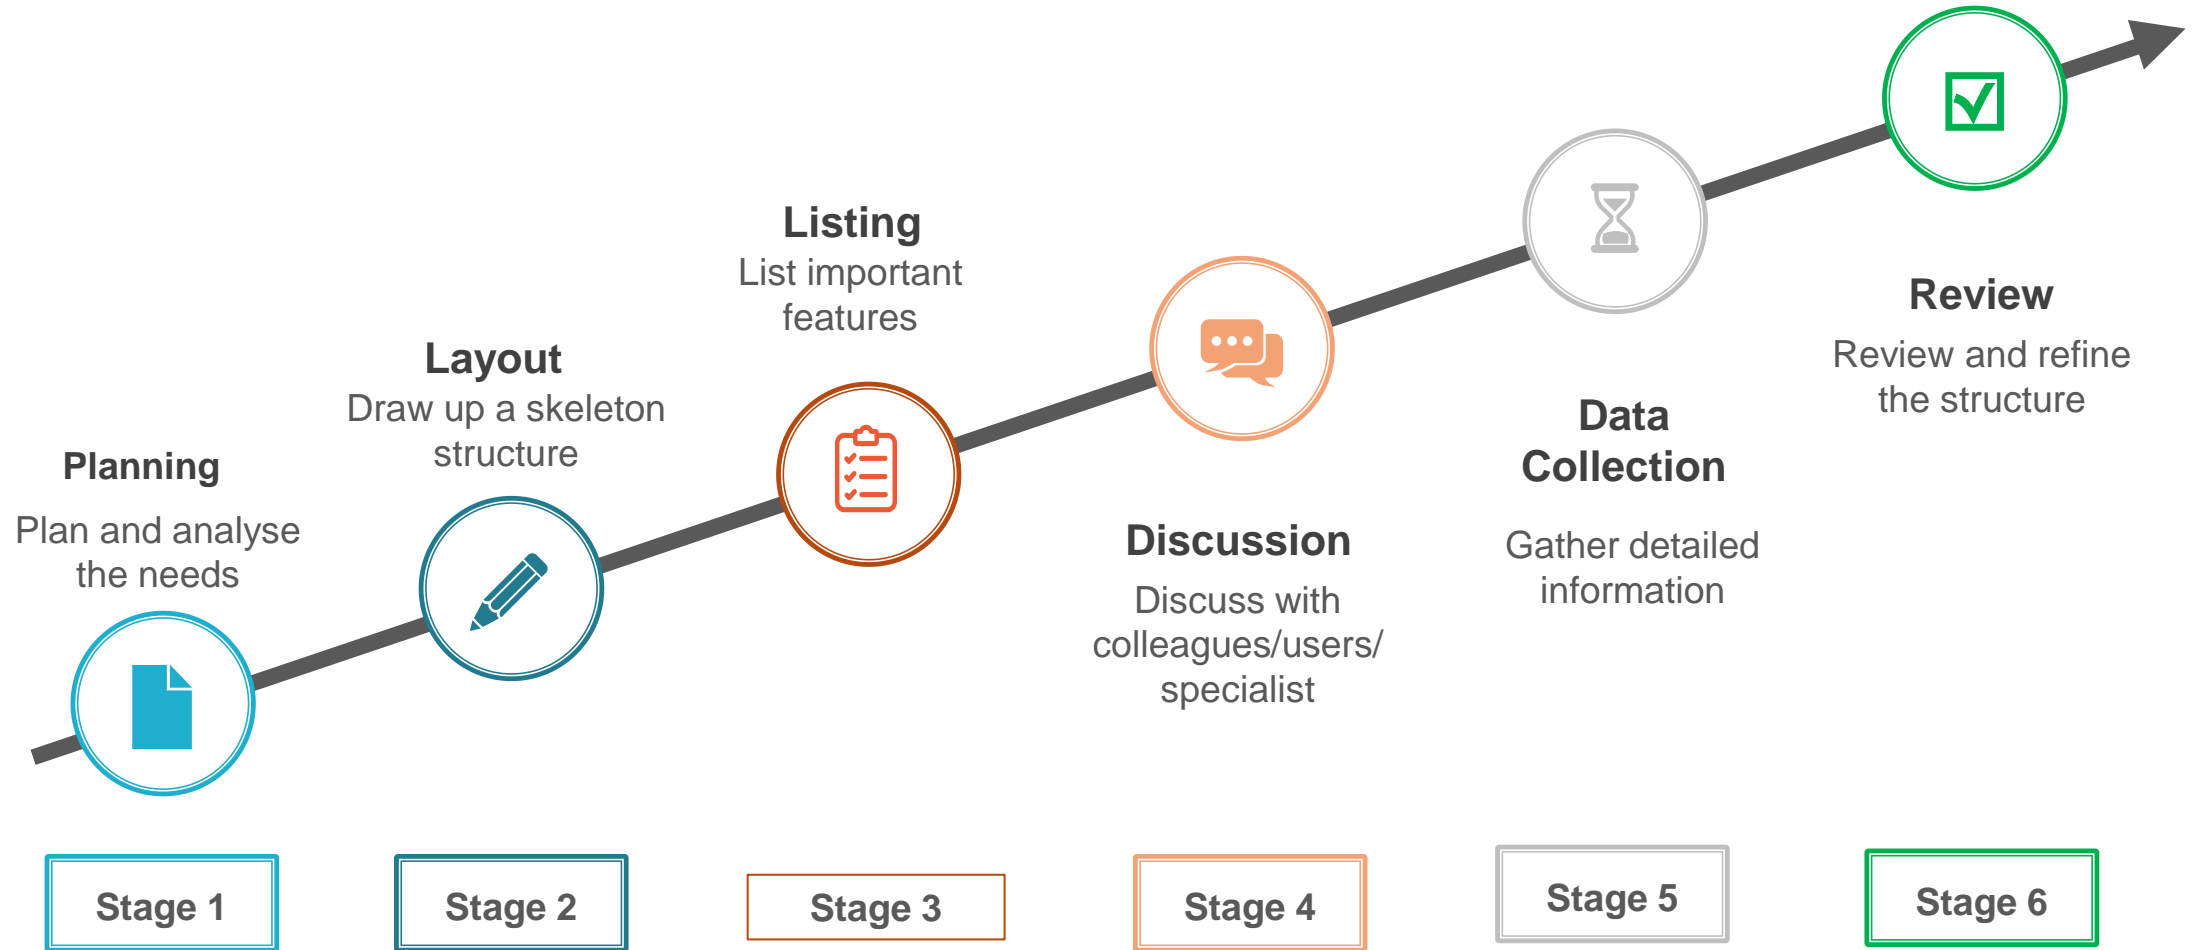 Planning
Plan and analyse
the needs
Layout
Draw up a skeleton
structure
Listing
List important
features
Discussion
Discuss with
colleagues/users/
specialist
Data
Collection
Gather detailed
information
Review
Review and refine
the structure
Stage 1
Stage 2
Stage 3
Stage 4
Stage 5
Stage 6